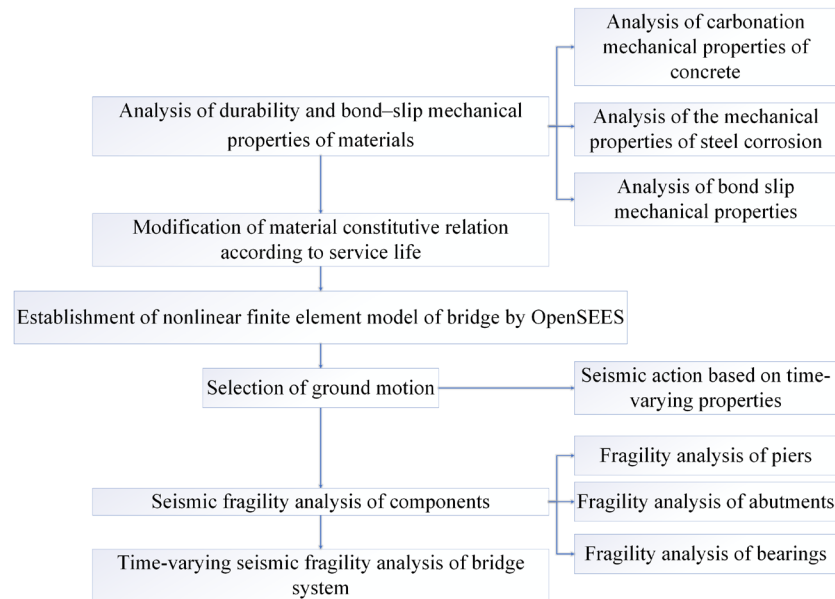 Analysis of carbonation
mechanical properties of
concrete
Analysis of durability and bond–slip mechanical
properties of materials
Analysis of the mechanical
properties of steel corrosion
Analysis of bond slip
mechanical properties
Modification of material constitutive relation
according to service life
Establishment of nonlinear finite element model of bridge by OpenSEES
Selection of ground motion
Seismic action based on time-
varying properties
Fragility analysis of piers
Seismic fragility analysis of components
Fragility analysis of abutments
Fragility analysis of bearings
Time-varying seismic fragility analysis of bridge
system